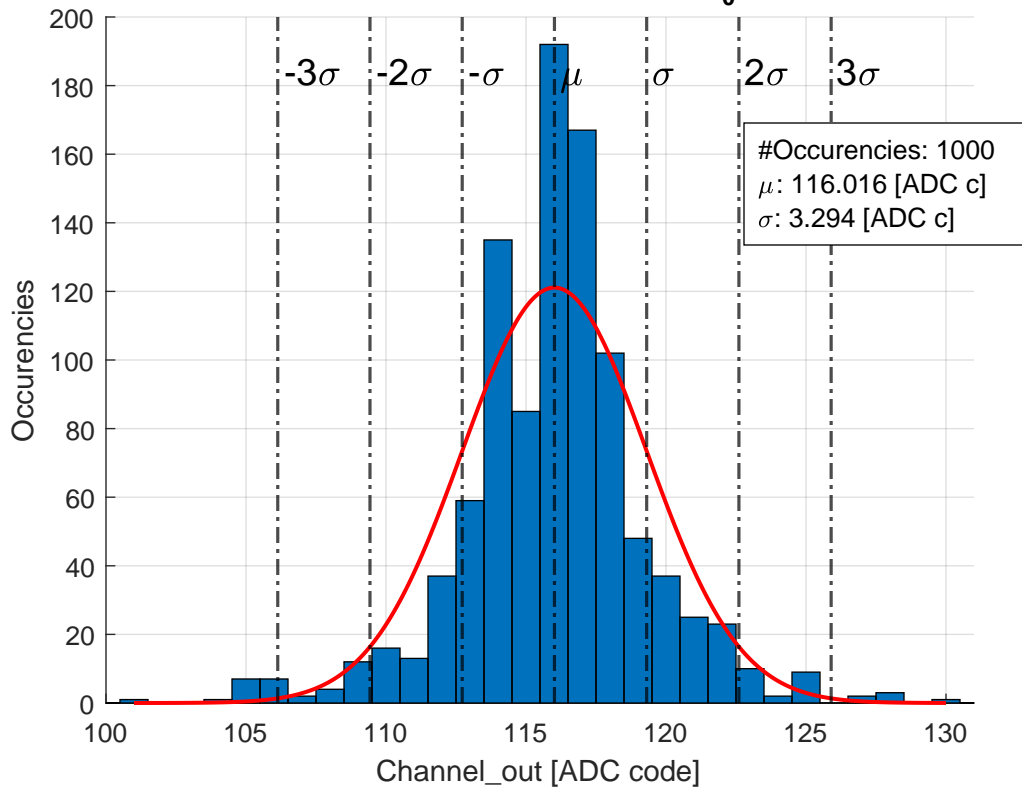 200
180
160
140
120
100
80
60
40
20
0
Occurencies
-3σ -2σ -σ μ σ 2σ 3σ
#Occurencies: 1000
μ: 116.016 [ADC c]
σ: 3.294 [ADC c]
100 105 110 115 120 125 130
Channel_out [ADC code]